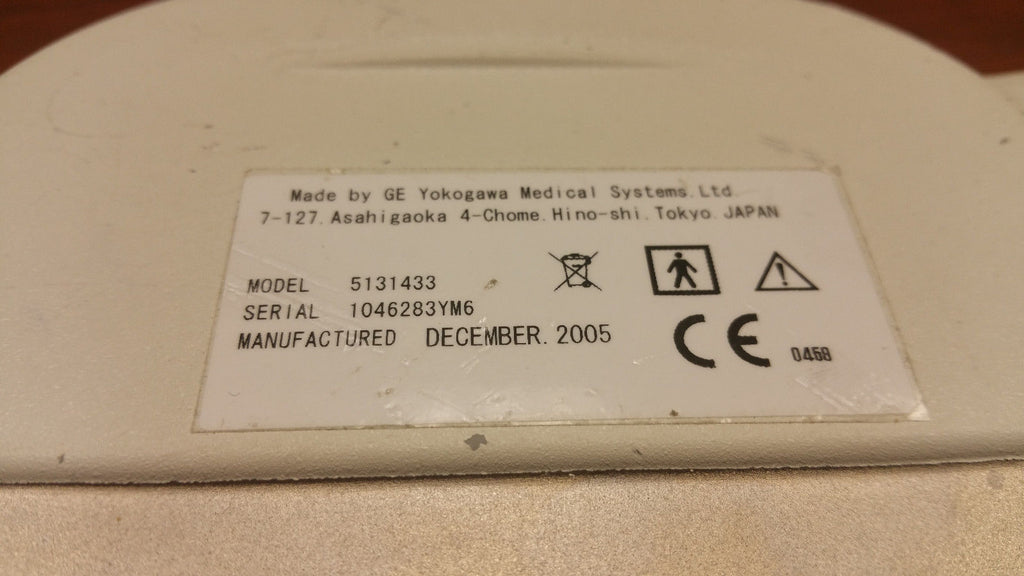 Made by GE Yokogawa Medical Systems.Ltd.
7-127.Asahigaoka 4-Chome.Hino-shi.Tokyo.JAPAN
MODEL 5131433
SERIAL 1046283YM6
MANUFACTURED DECEMBER.2005
CE 0459